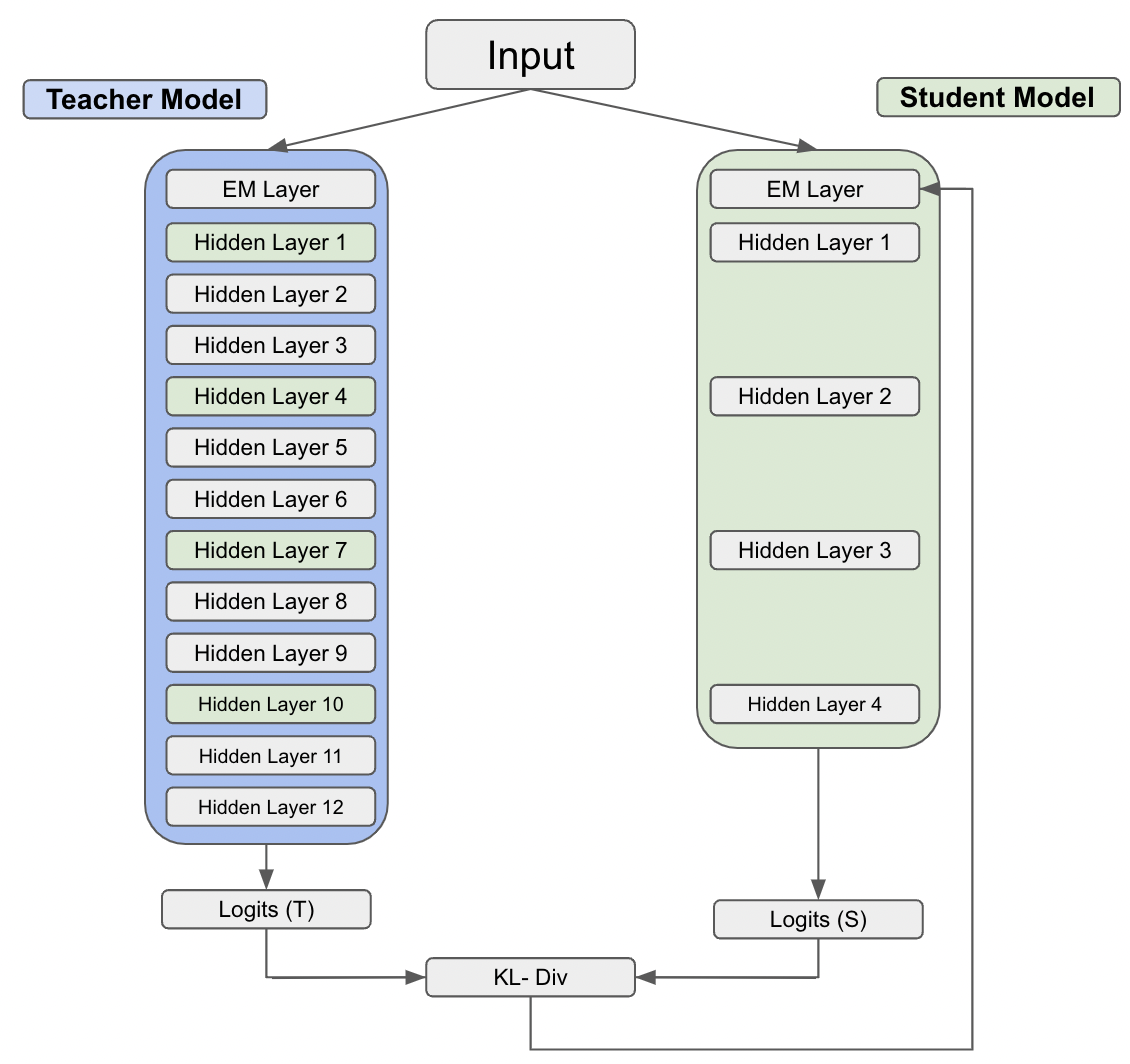 Input
Teacher Model
Student Model
EM Layer
Hidden Layer 1
Hidden Layer 2
Hidden Layer 3
Hidden Layer 4
Hidden Layer 5
Hidden Layer 6
Hidden Layer 7
Hidden Layer 8
Hidden Layer 9
Hidden Layer 10
Hidden Layer 11
Hidden Layer 12
Logits (T)
EM Layer
Hidden Layer 1
Hidden Layer 2
Hidden Layer 3
Hidden Layer 4
Logits (S)
KL- Div